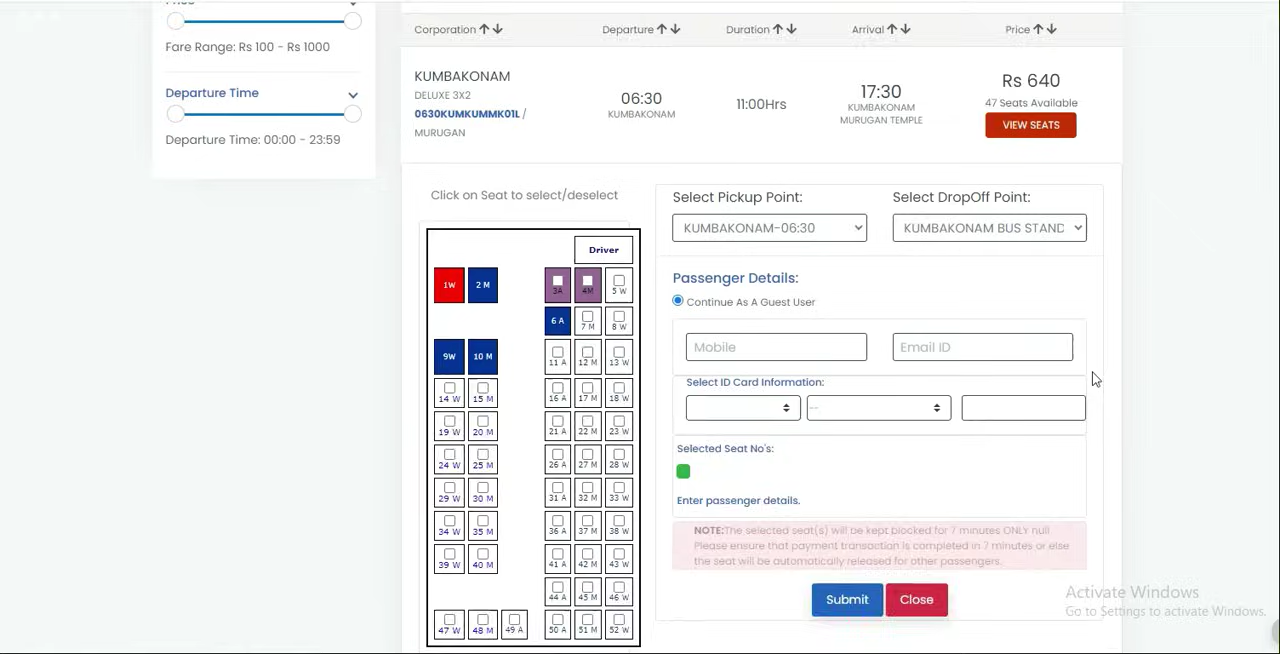 Fare Range: Rs 100 - Rs 1000
Departure Time
Departure Time: 00:00 - 23:59
Corporation Departure Duration Arrival Price
KUMBAKONAM
DELUXE 3X2
0630KUMKUMMK01L /
MURUGAN
06:30
KUMBAKONAM
11:00Hrs
17:30
KUMBAKONAM
MURUGAN TEMPLE
Rs 640
47 Seats Available
VIEW SEATS
Click on Seat to select/deselect
Driver
1W 2 M 3A 4M 5 W
6 A 7 M 8 W
9W 10 M 11 A 12 M 13 W
14 W 15 M 16 A 17 M 18 W
19 W 20 M 21 A 22 M 23 W
24 W 25 M 26 A 27 M 28 W
29 W 30 M 31 A 32 M 33 W
34 W 35 M 36 A 37 M 38 W
39 W 40 M 41 A 42 M 43 W
44 A 45 M 46 W
47 W 48 M 49 A 50 A 51 M 52 W
Select Pickup Point: Select DropOff Point:
KUMBAKONAM-06:30 KUMBAKONAM BUS STAND
Passenger Details:
Continue As A Guest User
Mobile Email ID
Select ID Card Information:
--
Selected Seat No's:
Enter passenger details.
NOTE:The selected seat(s) will be kept blocked for 7 minutes ONLY null
Please ensure that payment transaction is completed in 7 minutes or else
the seat will be automatically released for other passengers.
Submit Close
Activate Windows
Go to Settings to activate Windows.